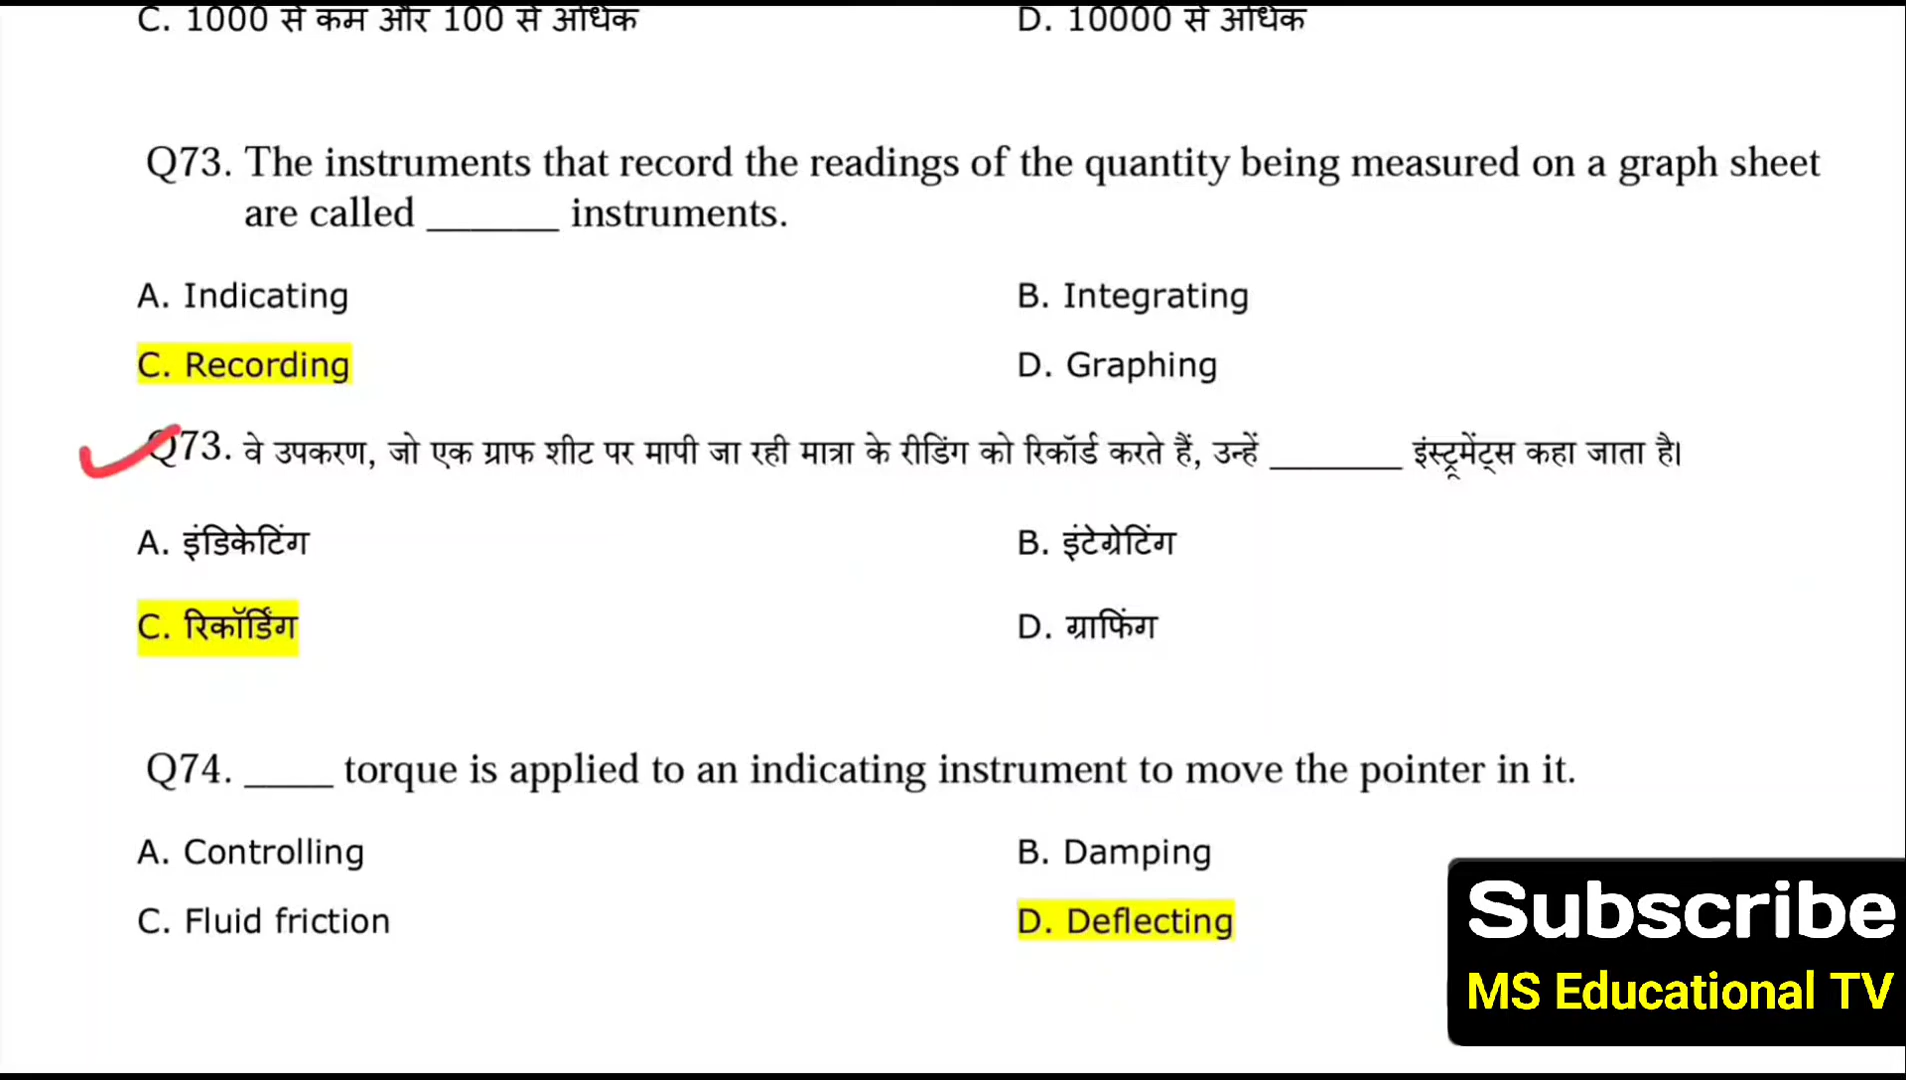 C. 1000 से कम और 100 से अधिक
D. 10000 से अधिक
Q73. The instruments that record the readings of the quantity being measured on a graph sheet
are called ______ instruments.
A. Indicating
B. Integrating
C. Recording
D. Graphing
Q73. वे उपकरण, जो एक ग्राफ शीट पर मापी जा रही मात्रा के रीडिंग को रिकॉर्ड करते हैं, उन्हें ______ इंस्ट्रूमेंट्स कहा जाता है।
A. इंडिकेटिंग
B. इंटेग्रेटिंग
C. रिकॉर्डिंग
D. ग्राफिंग
Q74. ____ torque is applied to an indicating instrument to move the pointer in it.
A. Controlling
B. Damping
C. Fluid friction
D. Deflecting
Subscribe
MS Educational TV